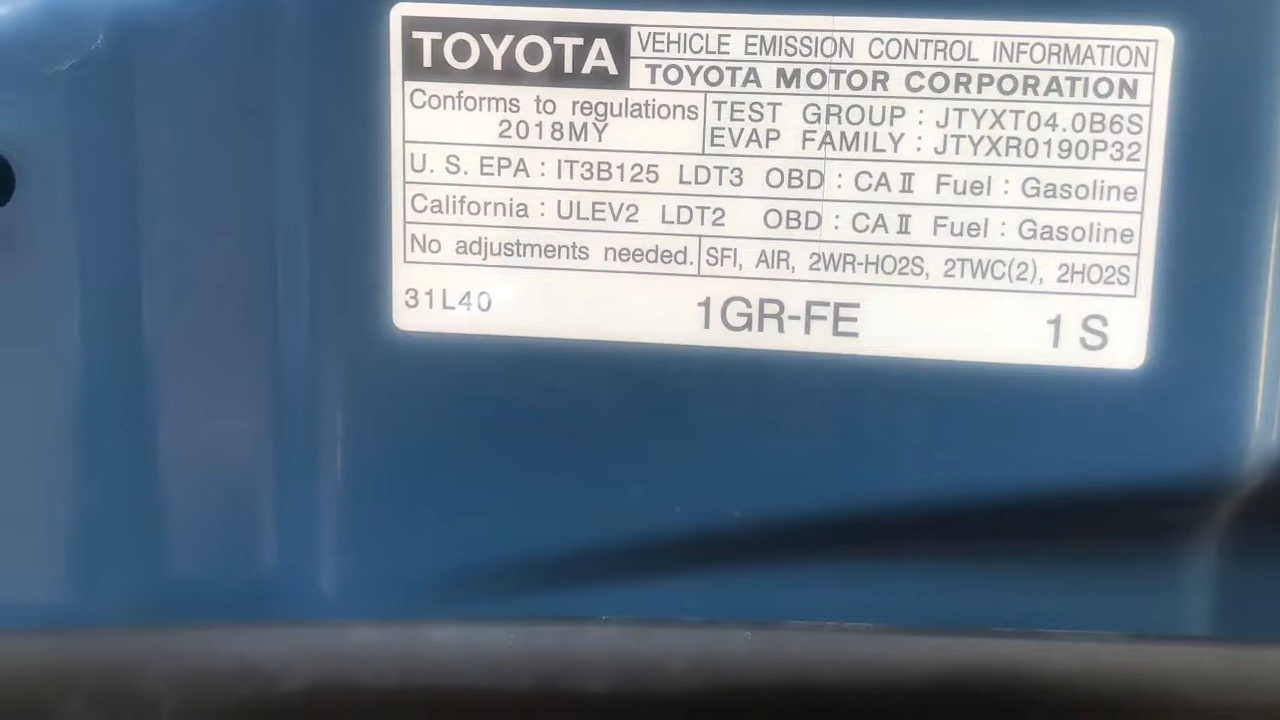 TOYOTA VEHICLE EMISSION CONTROL INFORMATION
TOYOTA MOTOR CORPORATION
Conforms to regulations
2018MY
TEST GROUP : JTYXT04.0B6S
EVAP FAMILY : JTYXR0190P32
U. S. EPA : IT3B125 LDT3 OBD : CA II Fuel : Gasoline
California : ULEV2 LDT2 OBD : CA II Fuel : Gasoline
No adjustments needed. SFI, AIR, 2WR-HO2S, 2TWC(2), 2HO2S
31L40 1GR-FE 1 S